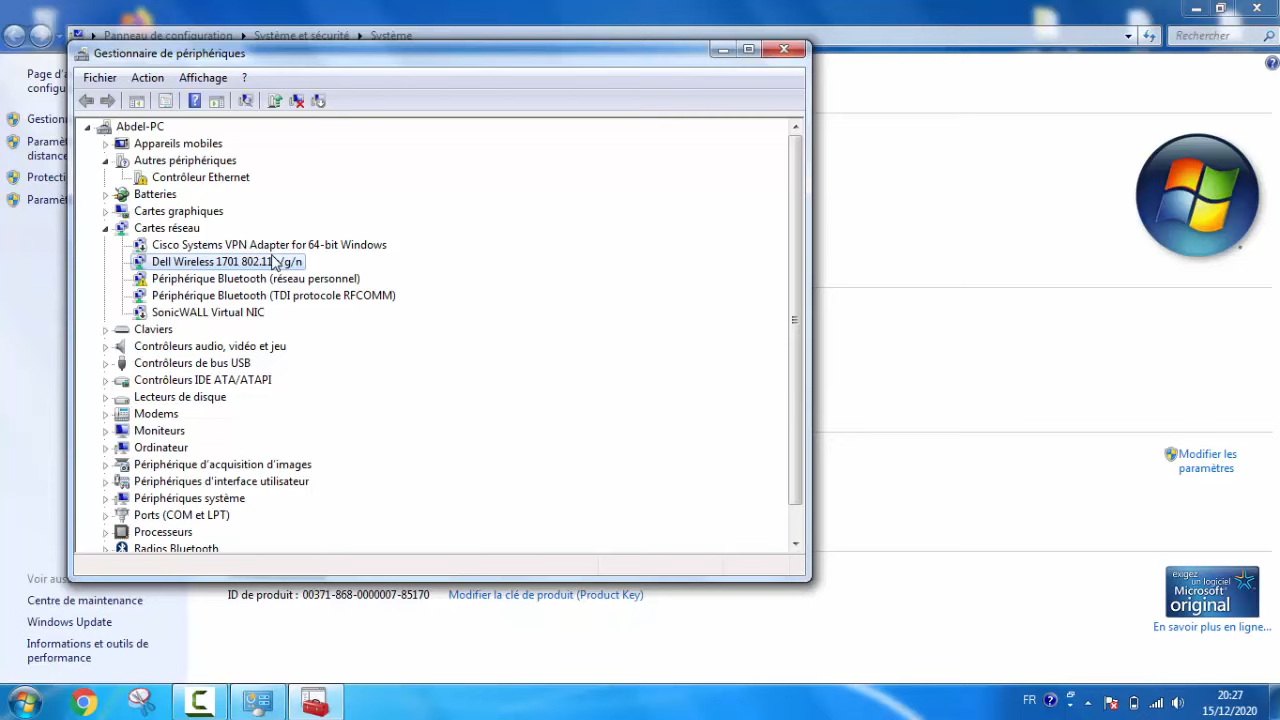 Panneau de configuration Système et sécurité Système
Rechercher
Gestionnaire de périphériques
Page d'a
configu
Fichier Action Affichage ?
Gestion
Paramèt
distance
Protecti
Paramèt
Abdel-PC
Appareils mobiles
Autres périphériques
Contrôleur Ethernet
Batteries
Cartes graphiques
Cartes réseau
Cisco Systems VPN Adapter for 64-bit Windows
Dell Wireless 1701 802.11 /g/n
Périphérique Bluetooth (réseau personnel)
Périphérique Bluetooth (TDI protocole RFCOMM)
SonicWALL Virtual NIC
Claviers
Contrôleurs audio, vidéo et jeu
Contrôleurs de bus USB
Contrôleurs IDE ATA/ATAPI
Lecteurs de disque
Modems
Moniteurs
Ordinateur
Périphérique d'acquisition d'images
Périphériques d'interface utilisateur
Périphériques système
Ports (COM et LPT)
Processeurs
Radios Bluetooth
Modifier les
paramètres
Voir aus
Centre de maintenance
Windows Update
Informations et outils de
performance
ID de produit : 00371-868-0000007-85170 Modifier la clé de produit (Product Key)
exigez
un logiciel
Microsoft
original
En savoir plus en ligne...
FR
20:27
15/12/2020